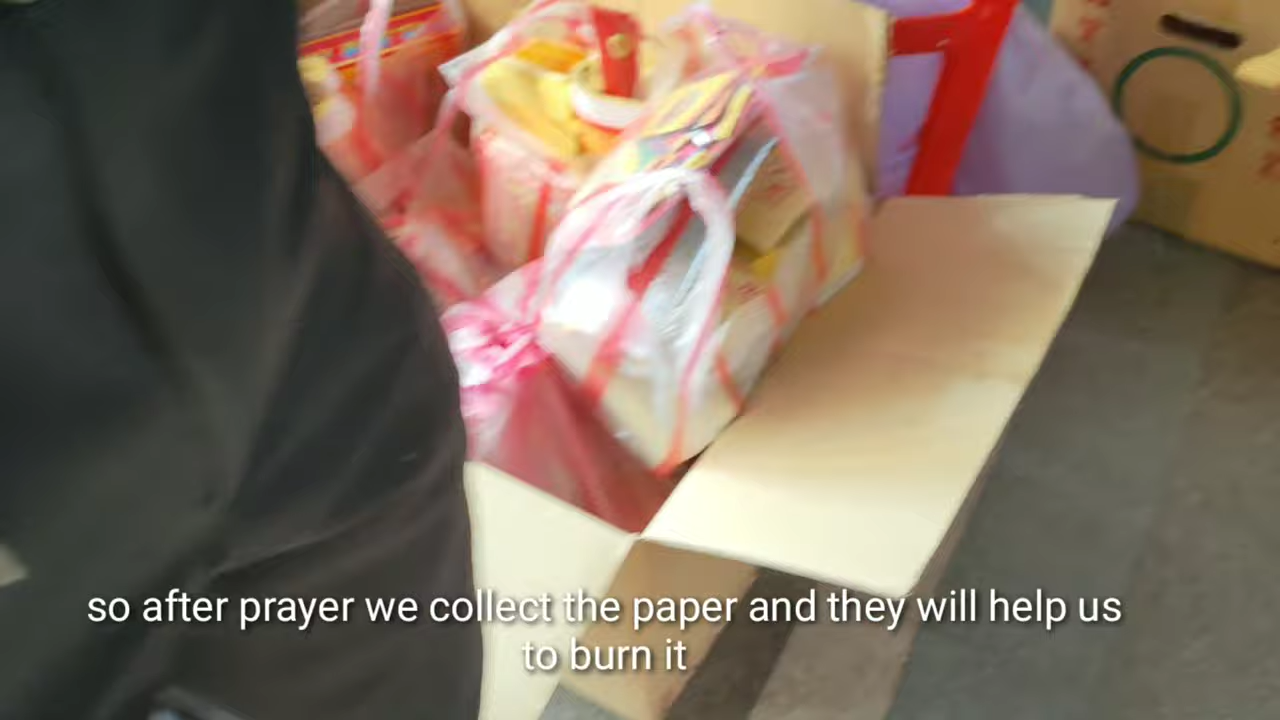 so after prayer we collect the paper and they will help us
to burn it